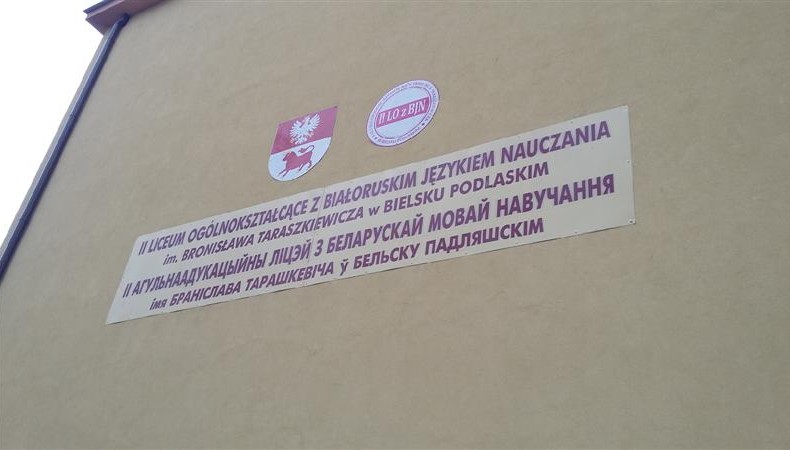 II LO z BJN
II LICEUM OGÓLNOKSZTAŁCĄCE Z BIAŁORUSKIM JĘZYKIEM NAUCZANIA
im. BRONISŁAWA TARASZKIEWICZA w BIELSKU PODLASKIM
II АГУЛЬНААДУКАЦЫЙНЫ ЛІЦЭЙ З БЕЛАРУСКАЙ МОВАЙ НАВУЧАННЯ
імя БРАНІСЛАВА ТАРАШКЕВІЧА ў БЕЛЬСКУ ПАДЛЯШСКІМ